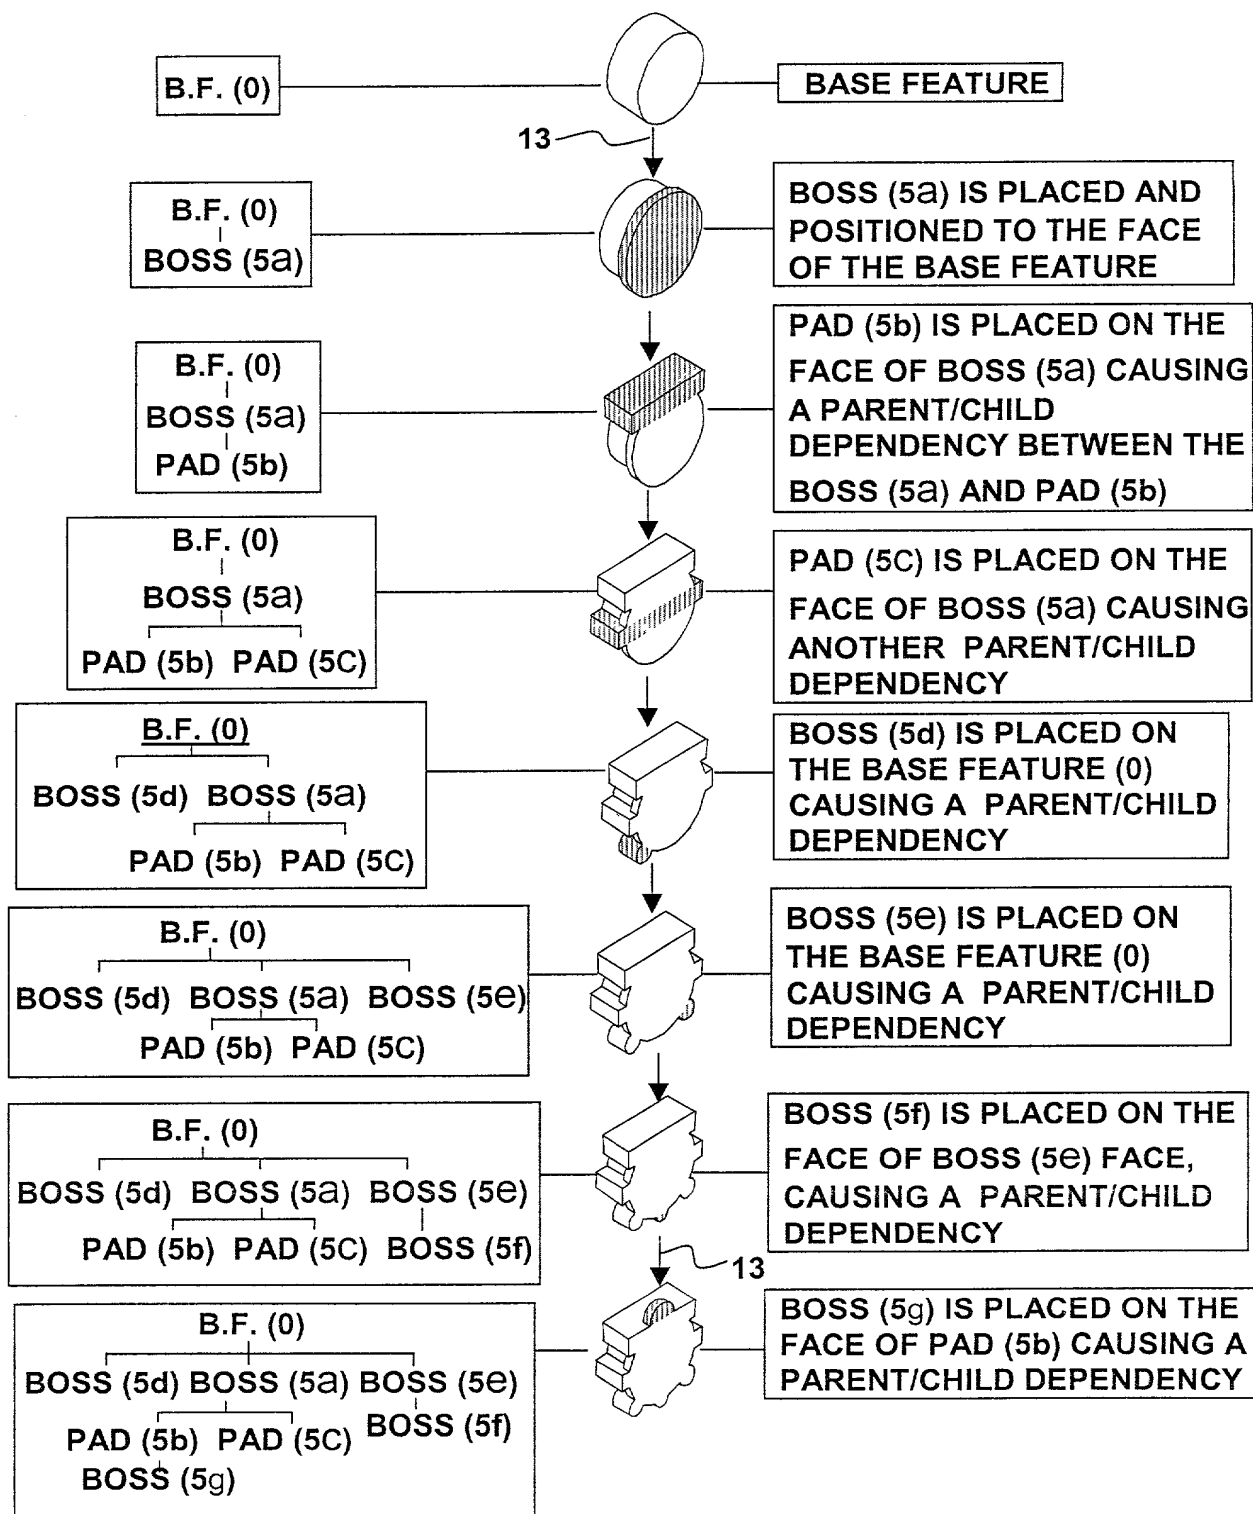 B.F. (0)
BASE FEATURE
13
B.F. (0)
BOSS (5a)
BOSS (5a) IS PLACED AND
POSITIONED TO THE FACE
OF THE BASE FEATURE
B.F. (0)
BOSS (5a)
PAD (5b)
PAD (5b) IS PLACED ON THE
FACE OF BOSS (5a) CAUSING
A PARENT/CHILD
DEPENDENCY BETWEEN THE
BOSS (5a) AND PAD (5b)
B.F. (0)
BOSS (5a)
PAD (5b) PAD (5C)
PAD (5C) IS PLACED ON THE
FACE OF BOSS (5a) CAUSING
ANOTHER PARENT/CHILD
DEPENDENCY
B.F. (0)
BOSS (5d) BOSS (5a)
PAD (5b) PAD (5C)
BOSS (5d) IS PLACED ON
THE BASE FEATURE (0)
CAUSING A PARENT/CHILD
DEPENDENCY
B.F. (0)
BOSS (5d) BOSS (5a) BOSS (5e)
PAD (5b) PAD (5C)
BOSS (5e) IS PLACED ON
THE BASE FEATURE (0)
CAUSING A PARENT/CHILD
DEPENDENCY
B.F. (0)
BOSS (5d) BOSS (5a) BOSS (5e)
PAD (5b) PAD (5C) BOSS (5f)
BOSS (5f) IS PLACED ON THE
FACE OF BOSS (5e) FACE,
CAUSING A PARENT/CHILD
DEPENDENCY
13
B.F. (0)
BOSS (5d) BOSS (5a) BOSS (5e)
PAD (5b) PAD (5C) BOSS (5f)
BOSS (5g)
BOSS (5g) IS PLACED ON THE
FACE OF PAD (5b) CAUSING A
PARENT/CHILD DEPENDENCY